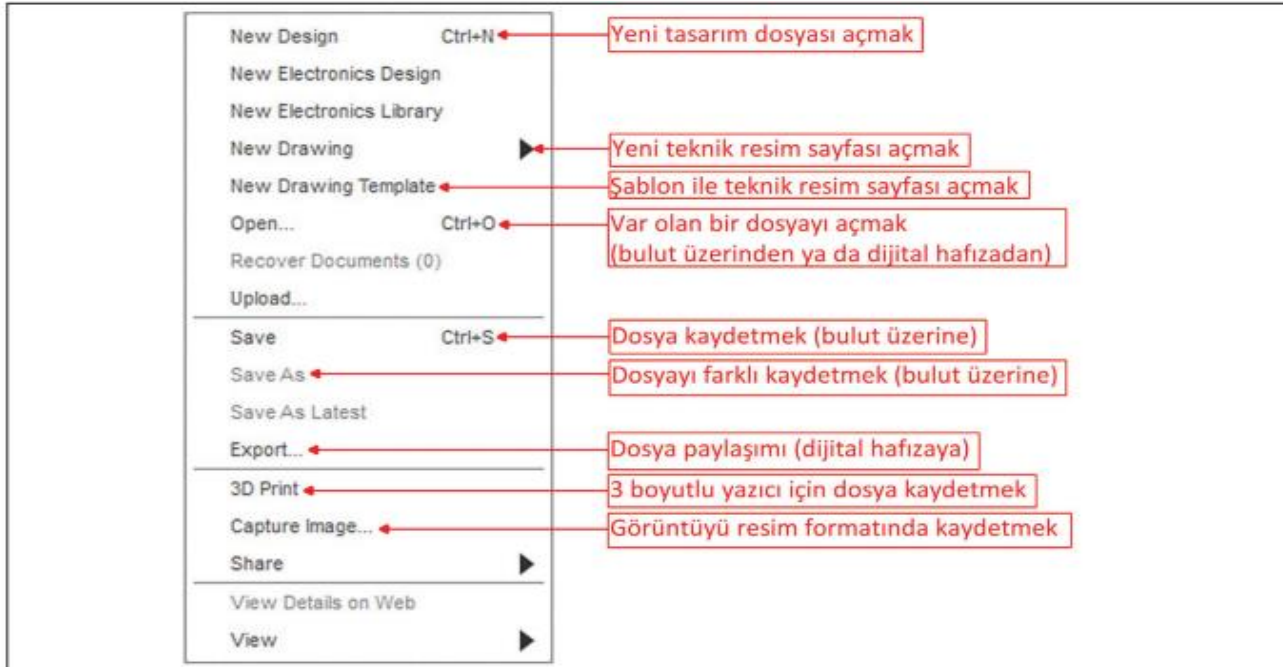 New Design Ctrl+N Yeni tasarım dosyası açmak
New Electronics Design
New Electronics Library
New Drawing Yeni teknik resim sayfası açmak
New Drawing Template Şablon ile teknik resim sayfası açmak
Open... Ctrl+O Var olan bir dosyayı açmak
(bulut üzerinden ya da dijital hafızadan)
Recover Documents (0)
Upload...
Save Ctrl+S Dosya kaydetmek (bulut üzerine)
Save As Dosyayı farklı kaydetmek (bulut üzerine)
Save As Latest
Export... Dosya paylaşımı (dijital hafızaya)
3D Print 3 boyutlu yazıcı için dosya kaydetmek
Capture Image... Görüntüyü resim formatında kaydetmek
Share
View Details on Web
View